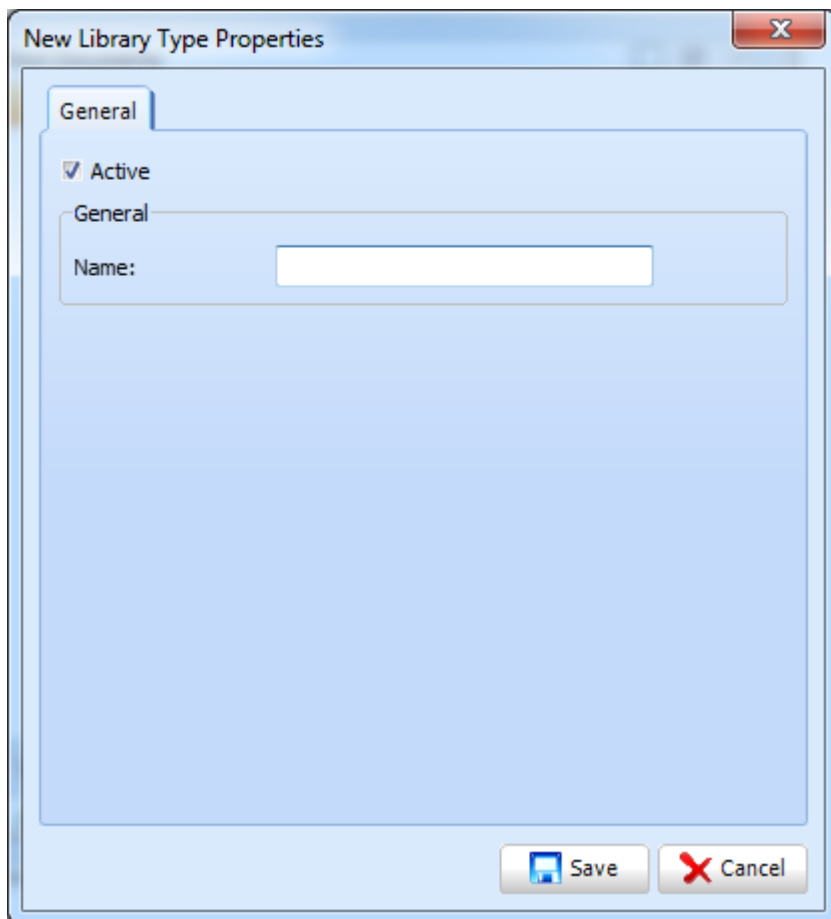 New Library Type Properties
General
Active
General
Name:
Save Cancel